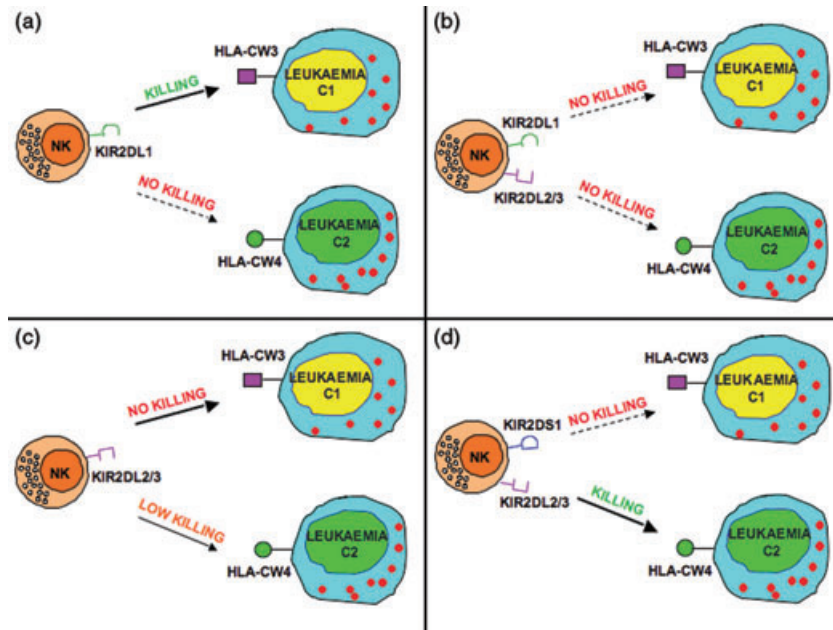 (a)
HLA-CW3
LEUKAEMIA
C1
KILLING
NK
KIR2DL1
NO KILLING
LEUKAEMIA
C2
HLA-CW4
(b)
HLA-CW3
LEUKAEMIA
C1
NO KILLING
KIR2DL1
NK
KIR2DL2/3
NO KILLING
LEUKAEMIA
C2
HLA-CW4
(c)
HLA-CW3
LEUKAEMIA
C1
NO KILLING
NK
KIR2DL2/3
LOW KILLING
LEUKAEMIA
C2
HLA-CW4
(d)
HLA-CW3
LEUKAEMIA
C1
NO KILLING
KIR2DS1
NK
KIR2DL2/3
KILLING
LEUKAEMIA
C2
HLA-CW4